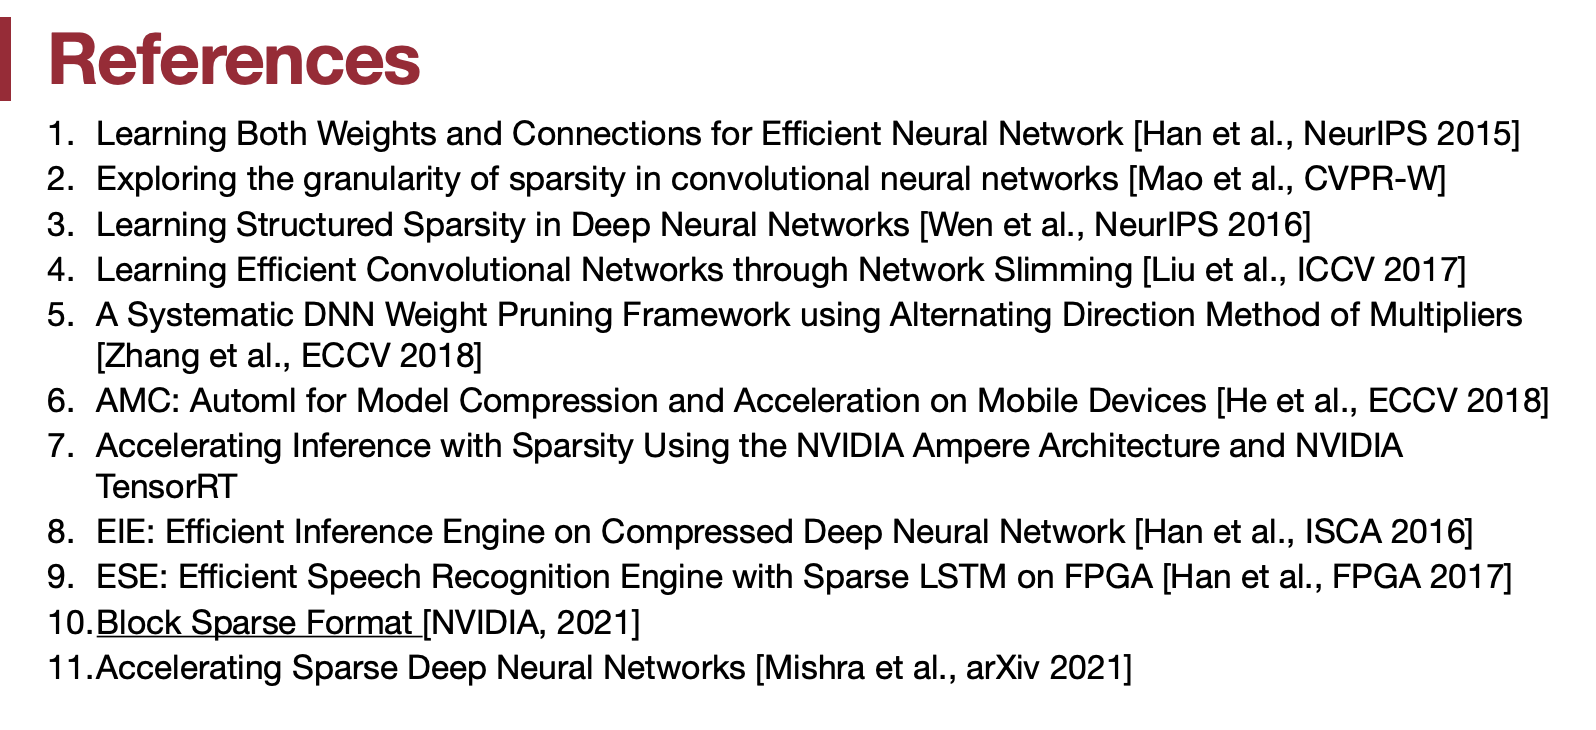 References
1. Learning Both Weights and Connections for Efficient Neural Network [Han et al., NeurIPS 2015]
2. Exploring the granularity of sparsity in convolutional neural networks [Mao et al., CVPR-W]
3. Learning Structured Sparsity in Deep Neural Networks [Wen et al., NeurIPS 2016]
4. Learning Efficient Convolutional Networks through Network Slimming [Liu et al., ICCV 2017]
5. A Systematic DNN Weight Pruning Framework using Alternating Direction Method of Multipliers
[Zhang et al., ECCV 2018]
6. AMC: Automl for Model Compression and Acceleration on Mobile Devices [He et al., ECCV 2018]
7. Accelerating Inference with Sparsity Using the NVIDIA Ampere Architecture and NVIDIA
TensorRT
8. EIE: Efficient Inference Engine on Compressed Deep Neural Network [Han et al., ISCA 2016]
9. ESE: Efficient Speech Recognition Engine with Sparse LSTM on FPGA [Han et al., FPGA 2017]
10. Block Sparse Format [NVIDIA, 2021]
11. Accelerating Sparse Deep Neural Networks [Mishra et al., arXiv 2021]